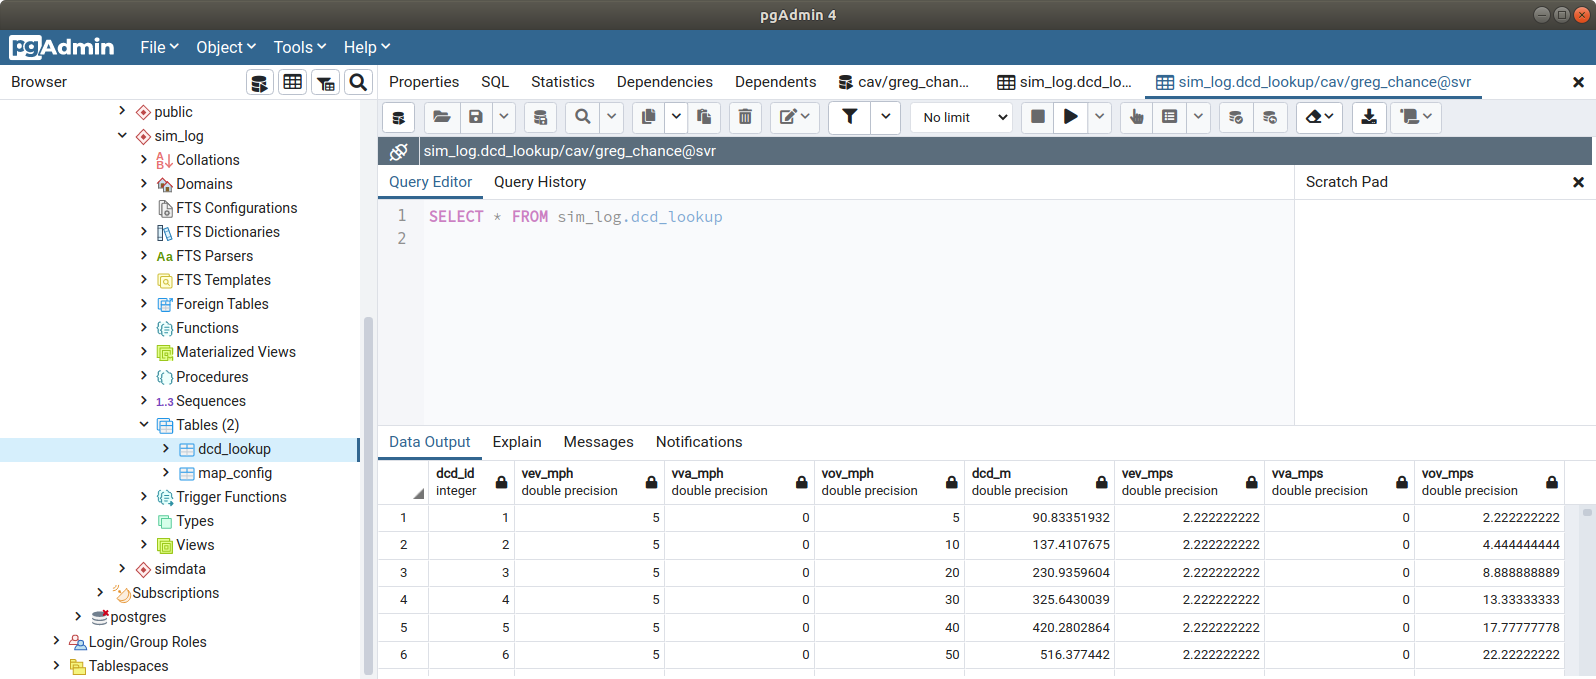 pgAdmin 4
pgAdmin File Object Tools Help
Browser
Properties SQL Statistics Dependencies Dependents cav/greg_chan... sim_log.dcd_lo... sim_log.dcd_lookup/cav/greg_chance@svr
No limit
sim_log.dcd_lookup/cav/greg_chance@svr
Query Editor Query History
Scratch Pad
1 SELECT * FROM sim_log.dcd_lookup
2
public
sim_log
Collations
Domains
FTS Configurations
FTS Dictionaries
Aa FTS Parsers
FTS Templates
Foreign Tables
Functions
Materialized Views
Procedures
1..3 Sequences
Tables (2)
dcd_lookup
map_config
Trigger Functions
Types
Views
simdata
Subscriptions
postgres
Login/Group Roles
Tablespaces
Data Output Explain Messages Notifications
dcd_id vev_mph vva_mph vov_mph dcd_m vev_mps vva_mps vov_mps
integer double precision double precision double precision double precision double precision double precision double precision
1 1 5 0 5 90.83351932 2.222222222 0 2.222222222
2 2 5 0 10 137.4107675 2.222222222 0 4.444444444
3 3 5 0 20 230.9359604 2.222222222 0 8.888888889
4 4 5 0 30 325.6430039 2.222222222 0 13.33333333
5 5 5 0 40 420.2802864 2.222222222 0 17.77777778
6 6 5 0 50 516.377442 2.222222222 0 22.22222222